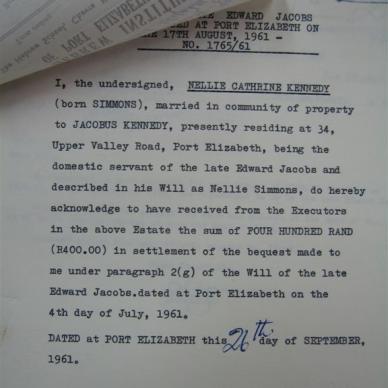 EDWARD JACOBS
AT PORT ELIZABETH ON
17TH AUGUST, 1961 -
NO. 1765/61
I, the undersigned, NELLIE CATHRINE KENNEDY
(born SIMMONS), married in community of property
to JACOBUS KENNEDY, presently residing at 34,
Upper Valley Road, Port Elizabeth, being the
domestic servant of the late Edward Jacobs and
described in his Will as Nellie Simmons, do hereby
acknowledge to have received from the Executors
in the above Estate the sum of FOUR HUNDRED RAND
(R400.00) in settlement of the bequest made to
me under paragraph 2(g) of the Will of the late
Edward Jacobs.dated at Port Elizabeth on the
4th day of July, 1961.
DATED at PORT ELIZABETH this 26th day of SEPTEMBER,
1961.